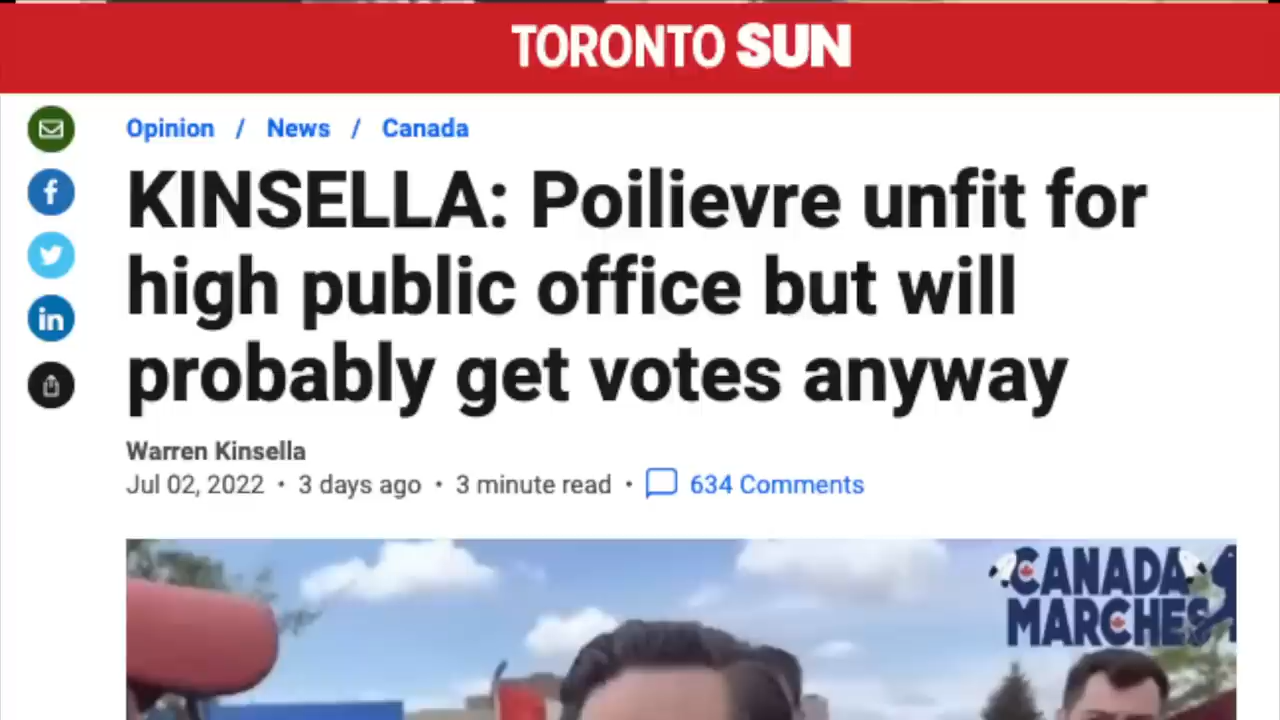 TORONTO SUN
Opinion / News / Canada
KINSELLA: Poilievre unfit for
high public office but will
probably get votes anyway
Warren Kinsella
Jul 02, 2022 • 3 days ago • 3 minute read • 634 Comments
CANADA
MARCHES